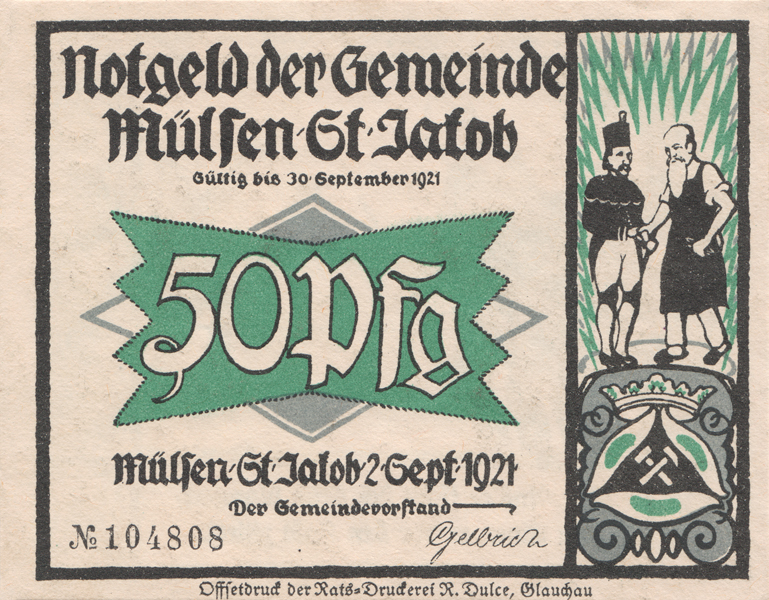 Notgeld der Gemeinde
Mülsen-St·Jakob
Gültig bis 30·September 1921
50 Pfg
Mülsen·St·Jakob·2·Sept·1921
Der Gemeindevorstand
№ 104808
Gelbrich
Offsetdruck der Rats=Druckerei R. Dulce, Glauchau